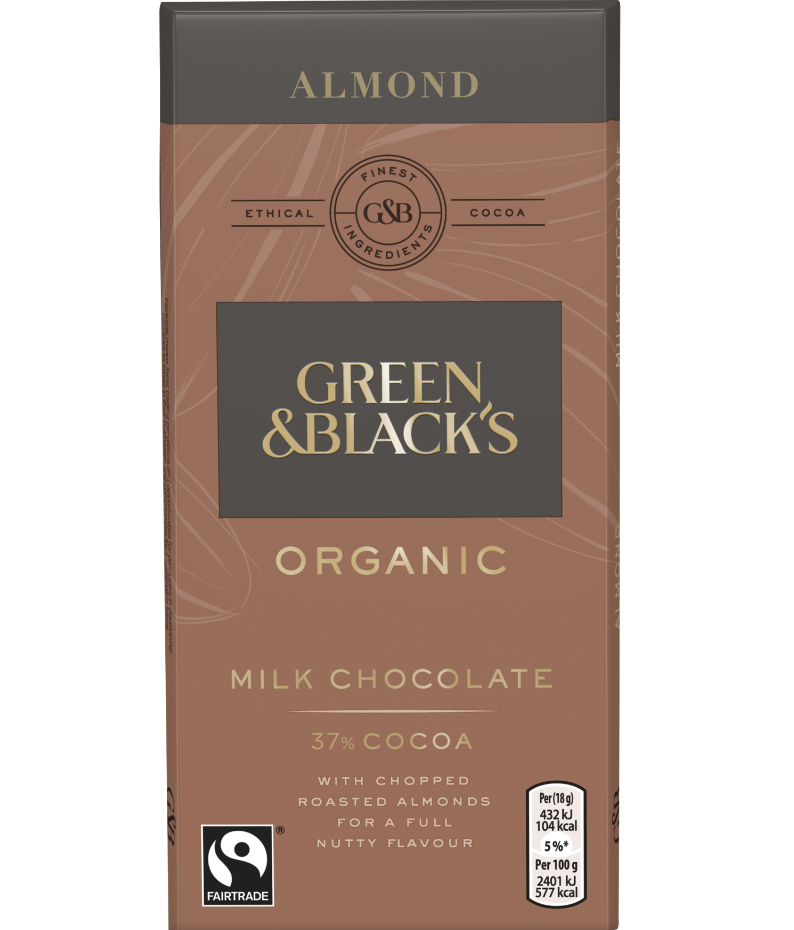 ALMOND
FINEST
ETHICAL G&B COCOA
INGREDIENTS
GREEN
&BLACK'S
ORGANIC
MILK CHOCOLATE
37% COCOA
WITH CHOPPED
ROASTED ALMONDS
FOR A FULL
NUTTY FLAVOUR
FAIRTRADE
®
Per (18 g)
432 kJ
104 kcal
5%*
Per 100 g
2401 kJ
577 kcal
MILK CHOCOLATE
ALMOND
G&B
G&B